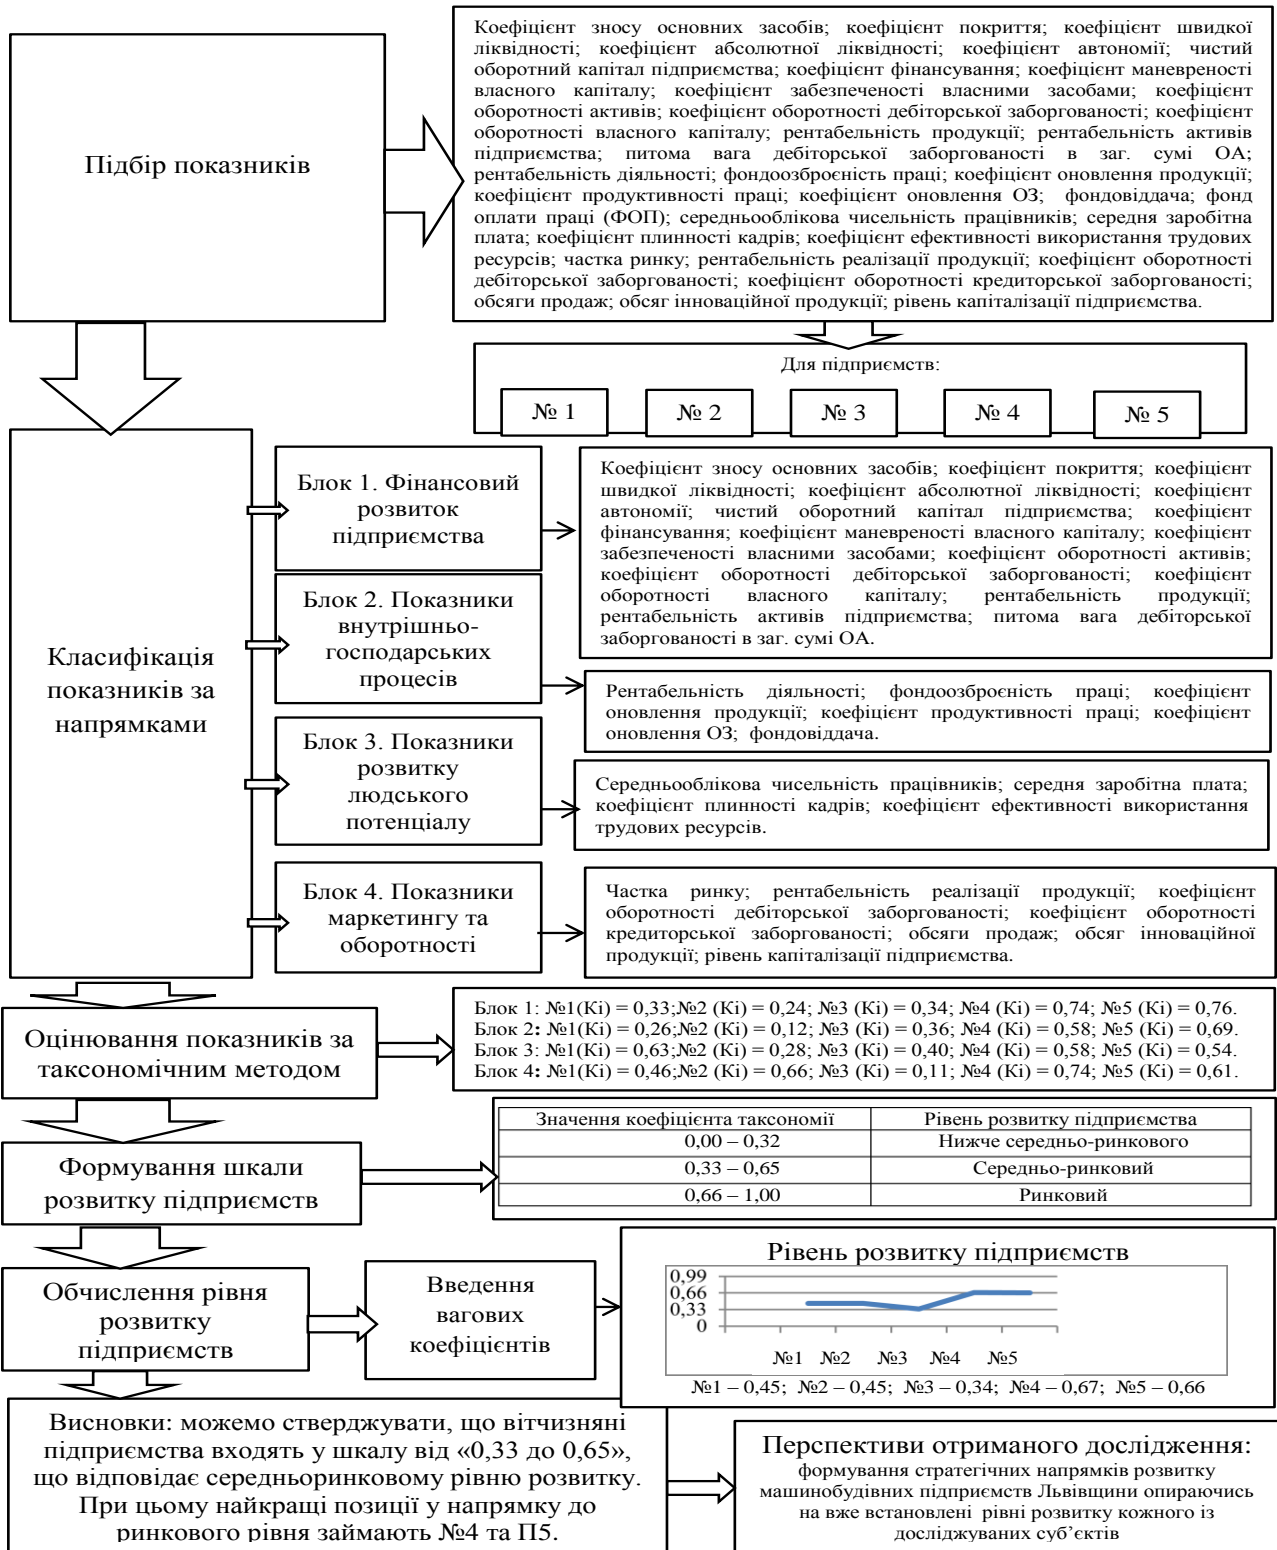 Підбір показників
Коефіцієнт зносу основних засобів; коефіцієнт покриття; коефіцієнт швидкої
ліквідності; коефіцієнт абсолютної ліквідності; коефіцієнт автономії; чистий
оборотний капітал підприємства; коефіцієнт фінансування; коефіцієнт маневреності
власного капіталу; коефіцієнт забезпеченості власними засобами; коефіцієнт
оборотності активів; коефіцієнт оборотності дебіторської заборгованості; коефіцієнт
оборотності власного капіталу; рентабельність продукції; рентабельність активів
підприємства; питома вага дебіторської заборгованості в заг. сумі ОА;
рентабельність діяльності; фондоозброєність праці; коефіцієнт оновлення продукції;
коефіцієнт продуктивності праці; коефіцієнт оновлення ОЗ; фондовіддача; фонд
оплати праці (ФОП); середньооблікова чисельність працівників; середня заробітна
плата; коефіцієнт плинності кадрів; коефіцієнт ефективності використання трудових
ресурсів; частка ринку; рентабельність реалізації продукції; коефіцієнт оборотності
дебіторської заборгованості; коефіцієнт оборотності кредиторської заборгованості;
обсяги продаж; обсяг інноваційної продукції; рівень капіталізації підприємства.
Для підприємств:
№ 1 № 2 № 3 № 4 № 5
Класифікація
показників за
напрямками
Блок 1. Фінансовий
розвиток
підприємства
Коефіцієнт зносу основних засобів; коефіцієнт покриття; коефіцієнт
швидкої ліквідності; коефіцієнт абсолютної ліквідності; коефіцієнт
автономії; чистий оборотний капітал підприємства; коефіцієнт
фінансування; коефіцієнт маневреності власного капіталу; коефіцієнт
забезпеченості власними засобами; коефіцієнт оборотності активів;
коефіцієнт оборотності дебіторської заборгованості; коефіцієнт
оборотності власного капіталу; рентабельність продукції;
рентабельність активів підприємства; питома вага дебіторської
заборгованості в заг. сумі ОА.
Блок 2. Показники
внутрішньо-
господарських
процесів
Рентабельність діяльності; фондоозброєність праці; коефіцієнт
оновлення продукції; коефіцієнт продуктивності праці; коефіцієнт
оновлення ОЗ; фондовіддача.
Блок 3. Показники
розвитку
людського
потенціалу
Середньооблікова чисельність працівників; середня заробітна плата;
коефіцієнт плинності кадрів; коефіцієнт ефективності використання
трудових ресурсів.
Блок 4. Показники
маркетингу та
оборотності
Частка ринку; рентабельність реалізації продукції; коефіцієнт
оборотності дебіторської заборгованості; коефіцієнт оборотності
кредиторської заборгованості; обсяги продаж; обсяг інноваційної
продукції; рівень капіталізації підприємства.
Оцінювання показників за
таксономічним методом
Блок 1: №1(Кі) = 0,33;№2 (Кі) = 0,24; №3 (Кі) = 0,34; №4 (Кі) = 0,74; №5 (Кі) = 0,76.
Блок 2: №1(Кі) = 0,26;№2 (Кі) = 0,12; №3 (Кі) = 0,36; №4 (Кі) = 0,58; №5 (Кі) = 0,69.
Блок 3: №1(Кі) = 0,63;№2 (Кі) = 0,28; №3 (Кі) = 0,40; №4 (Кі) = 0,58; №5 (Кі) = 0,54.
Блок 4: №1(Кі) = 0,46;№2 (Кі) = 0,66; №3 (Кі) = 0,11; №4 (Кі) = 0,74; №5 (Кі) = 0,61.
Формування шкали
розвитку підприємств
Значення коефіцієнта таксономії Рівень розвитку підприємства
0,00 – 0,32 Нижче середньо-ринкового
0,33 – 0,65 Середньо-ринковий
0,66 – 1,00 Ринковий
Обчислення рівня
розвитку
підприємств
Введення
вагових
коефіцієнтів
Рівень розвитку підприємств
0,99
0,66
0,33
0
№1 №2 №3 №4 №5
№1 – 0,45; №2 – 0,45; №3 – 0,34; №4 – 0,67; №5 – 0,66
Висновки: можемо стверджувати, що вітчизняні
підприємства входять у шкалу від «0,33 до 0,65»,
що відповідає середньоринковому рівню розвитку.
При цьому найкращі позиції у напрямку до
ринкового рівня займають №4 та П5.
Перспективи отриманого дослідження:
формування стратегічних напрямків розвитку
машинобудівних підприємств Львівщини опираючись
на вже встановлені рівні розвитку кожного із
досліджуваних суб’єктів